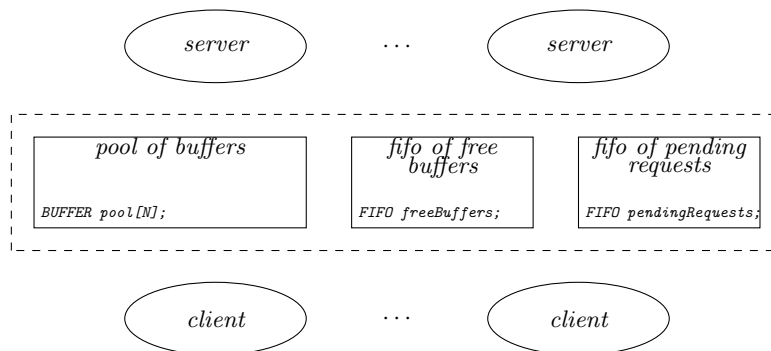 server ... server
pool of buffers
BUFFER pool[N];
fifo of free
buffers
FIFO freeBuffers;
fifo of pending
requests
FIFO pendingRequests;
client ... client